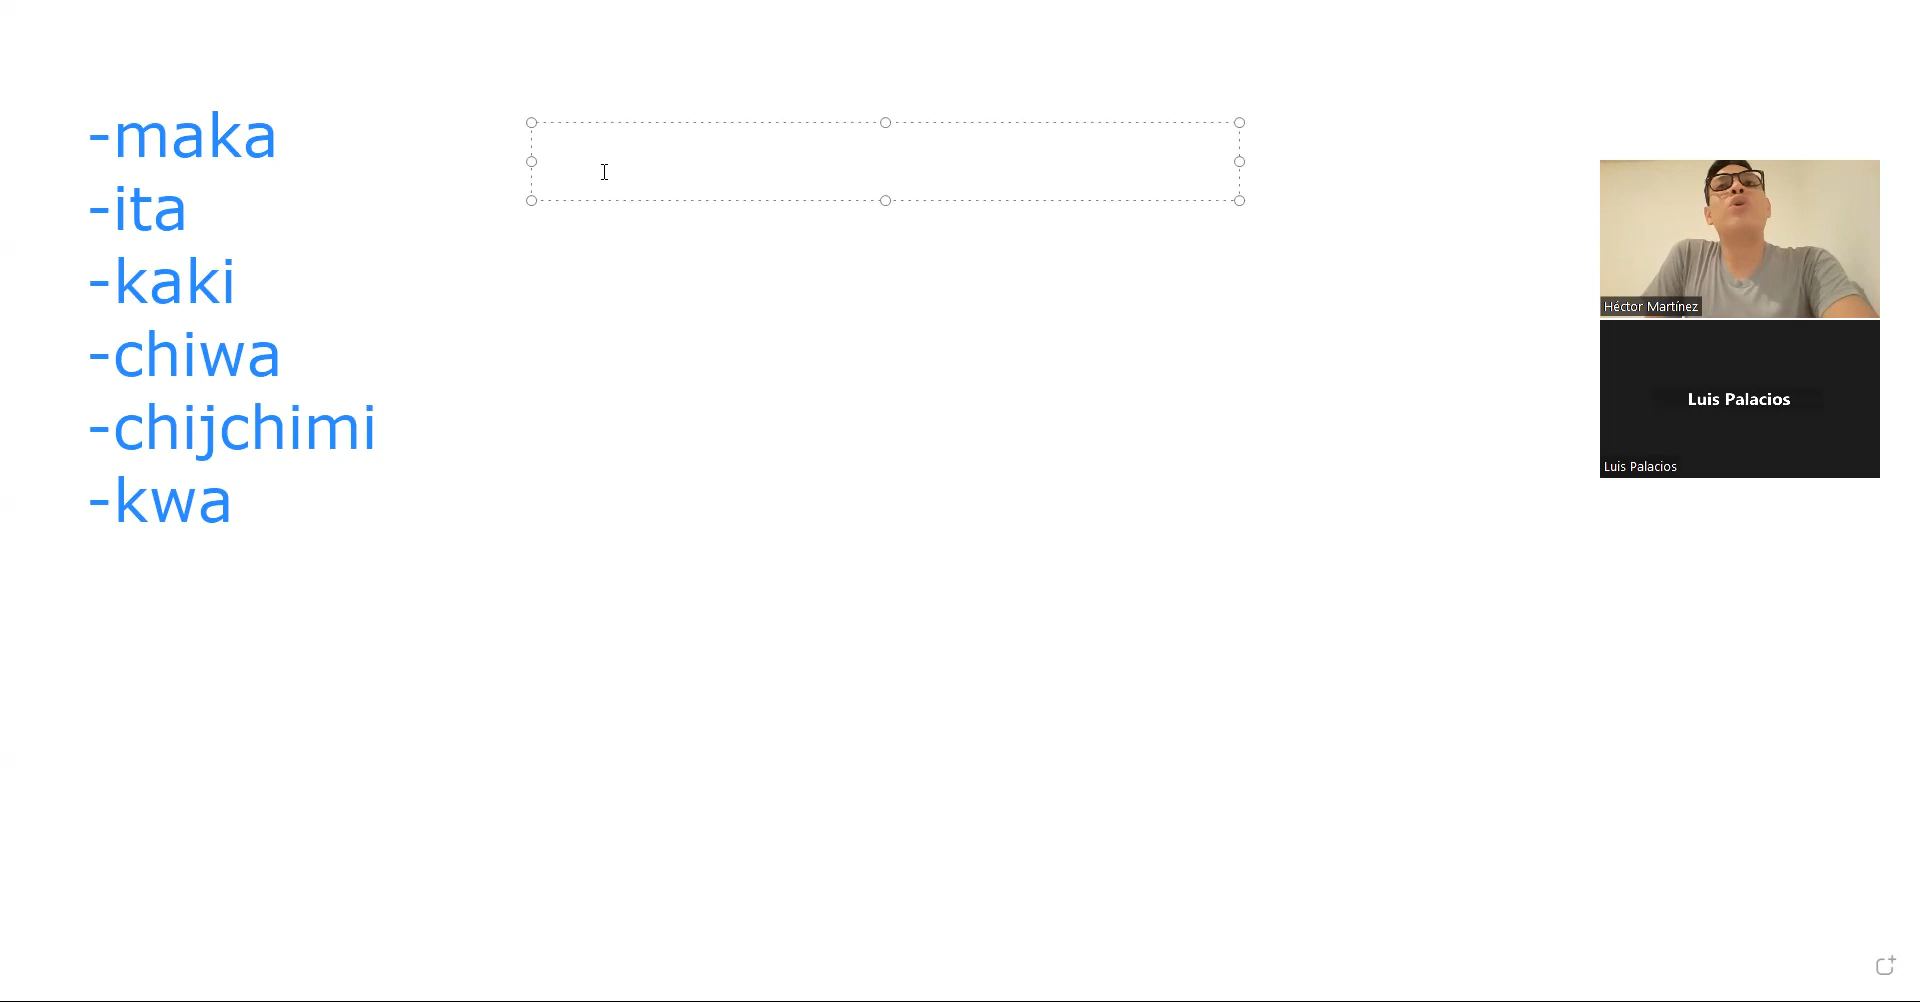 -maka
-ita
-kaki
-chiwa
-chijchimi
-kwa
Héctor Martínez
Luis Palacios
Luis Palacios